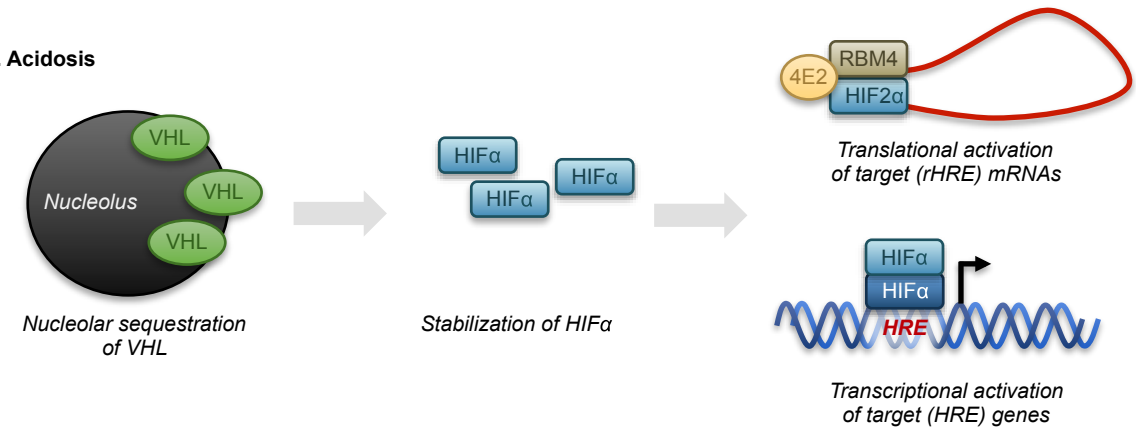 . Acidosis
VHL
VHL
VHL
Nucleolus
Nucleolar sequestration
of VHL
HIFα
HIFα
HIFα
Stabilization of HIFα
4E2
RBM4
HIF2α
Translational activation
of target (rHRE) mRNAs
HIFα
HIFα
HRE
Transcriptional activation
of target (HRE) genes